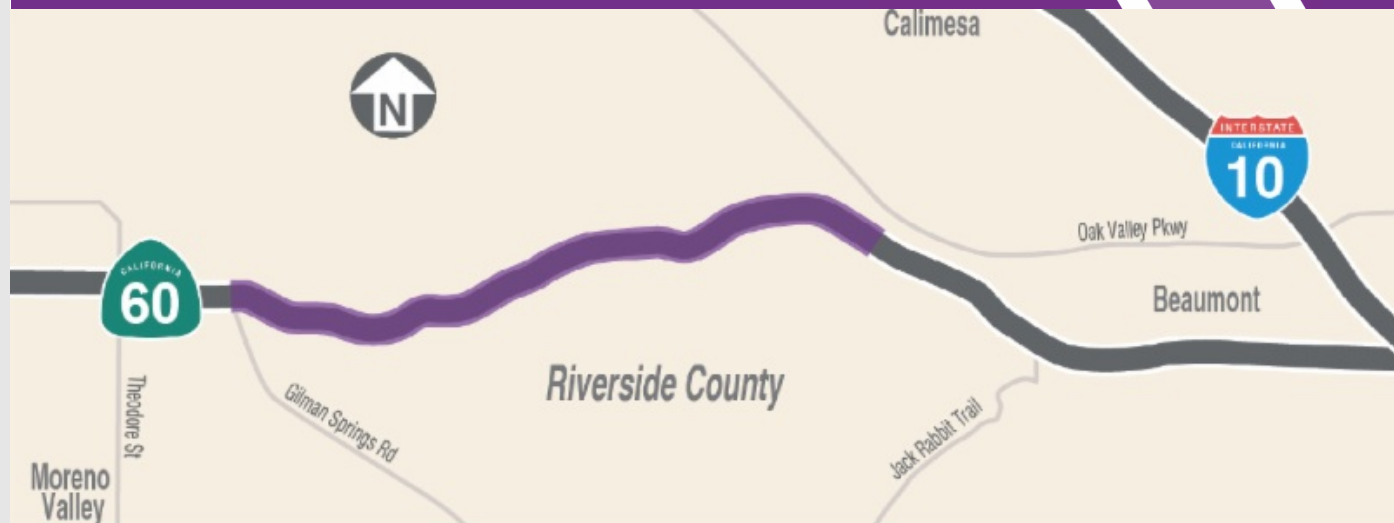 Calimesa
N
INTERSTATE
CALIFORNIA
10
Oak Valley Pkwy
CALIFORNIA
60
Beaumont
Theodore St
Gilman Springs Rd
Riverside County
Jack Rabbit Trail
Moreno
Valley